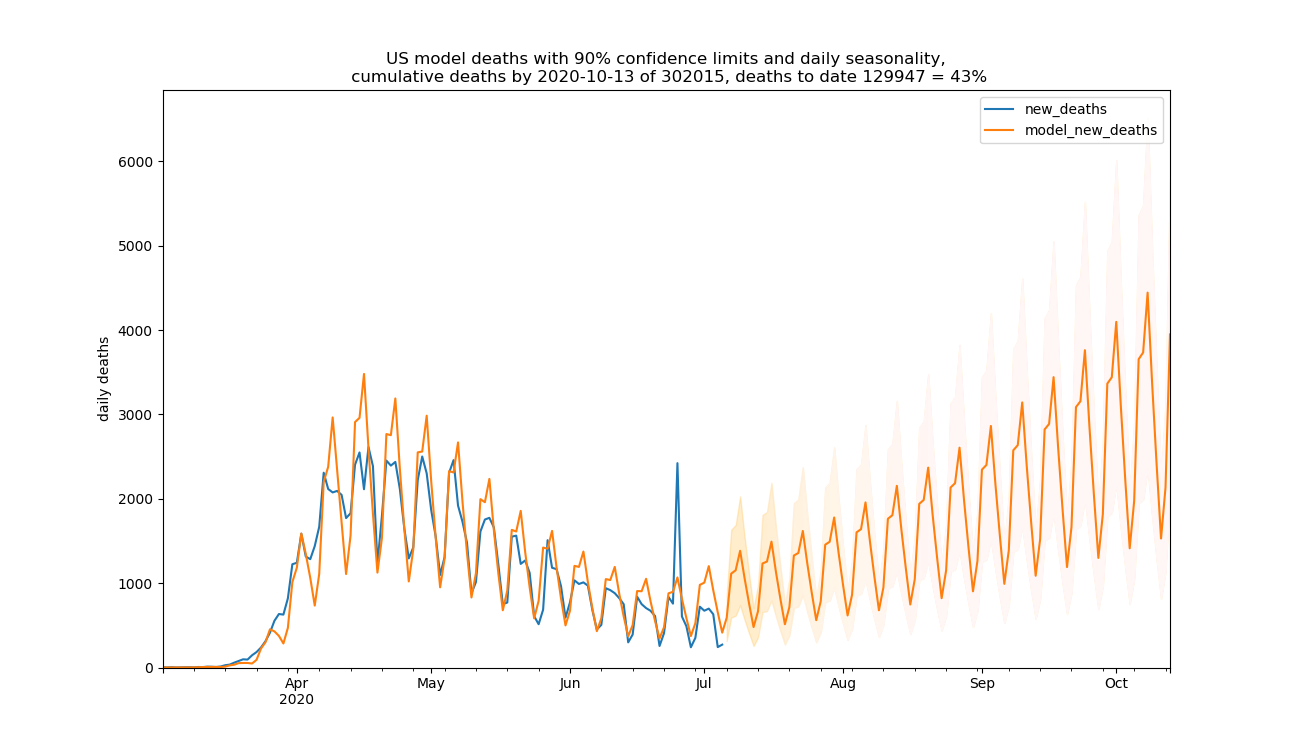 US model deaths with 90% confidence limits and daily seasonality,
cumulative deaths by 2020-10-13 of 302015, deaths to date 129947 = 43%
new_deaths
model_new_deaths
daily deaths
6000
5000
4000
3000
2000
1000
0
Apr
2020
May
Jun
Jul
Aug
Sep
Oct